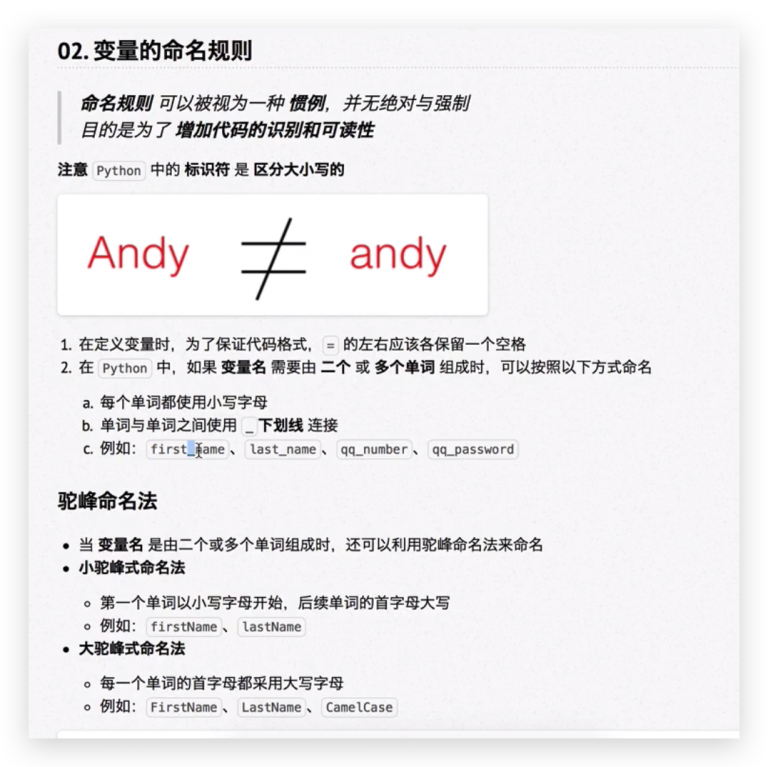 02. 变量的命名规则
命名规则 可以被视为一种 惯例，并无绝对与强制
目的是为了 增加代码的识别和可读性
注意 Python 中的 标识符 是 区分大小写的
Andy ≠ andy
1. 在定义变量时，为了保证代码格式， = 的左右应该各保留一个空格
2. 在 Python 中，如果 变量名 需要由 二个 或 多个单词 组成时，可以按照以下方式命名
a. 每个单词都使用小写字母
b. 单词与单词之间使用 _下划线 连接
c. 例如： first_name 、 last_name 、 qq_number 、 qq_password
驼峰命名法
• 当 变量名 是由二个或多个单词组成时，还可以利用驼峰命名法来命名
• 小驼峰式命名法
◦ 第一个单词以小写字母开始，后续单词的首字母大写
◦ 例如： firstName 、 lastName
• 大驼峰式命名法
◦ 每一个单词的首字母都采用大写字母
◦ 例如： FirstName 、 LastName 、 CamelCase